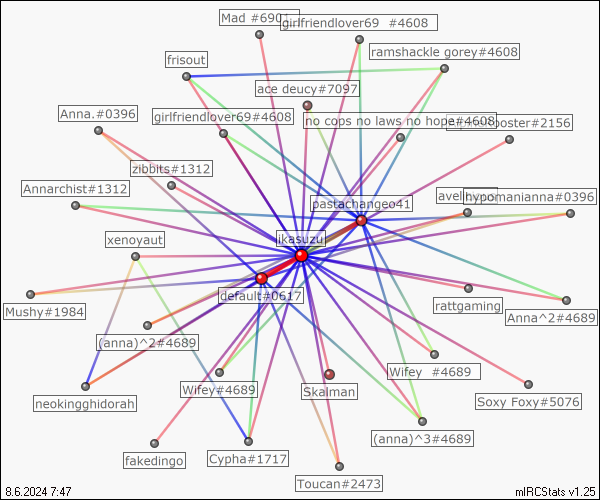 Mad #6901
girlfriendlover69 #4608
ramshackle gorey#4608
frisout
ace deucy#7097
Anna.#0396
girlfriendlover69#4608
no cops no laws no hope#4608
#2156
zibbits#1312
Annarchist#1312
pastachangeo41
hypomanianna#0396
ikasuzu
xenoyaut
default#0617
rattgaming
Mushy#1984
Anna^2#4689
(anna)^2#4689
Wifey #4689
Wifey#4689
Skalman
neokingghidorah
Soxy Foxy#5076
(anna)^3#4689
fakedingo
Cypha#1717
Toucan#2473
8.6.2024 7:47
mIRCStats v1.25